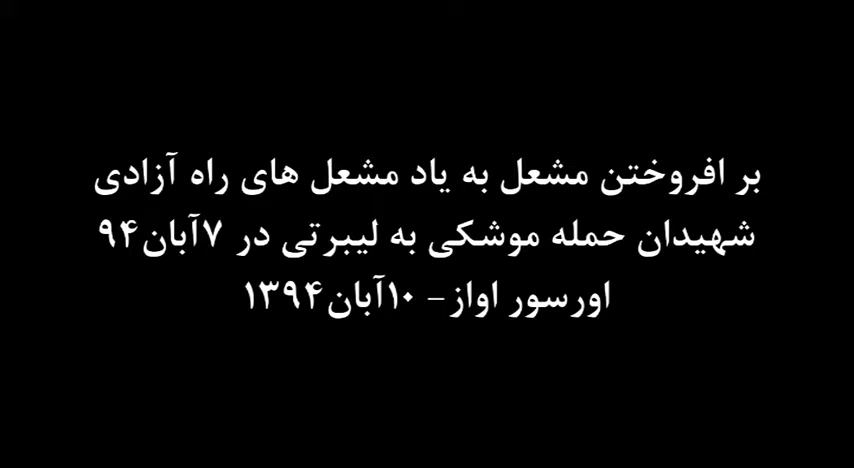 بر افروختن مشعل به یاد مشعل های راه آزادی
شهیدان حمله موشکی به لیبرتی در ۷آبان۹۴
اورسور اواز- ۱۰آبان۱۳۹۴